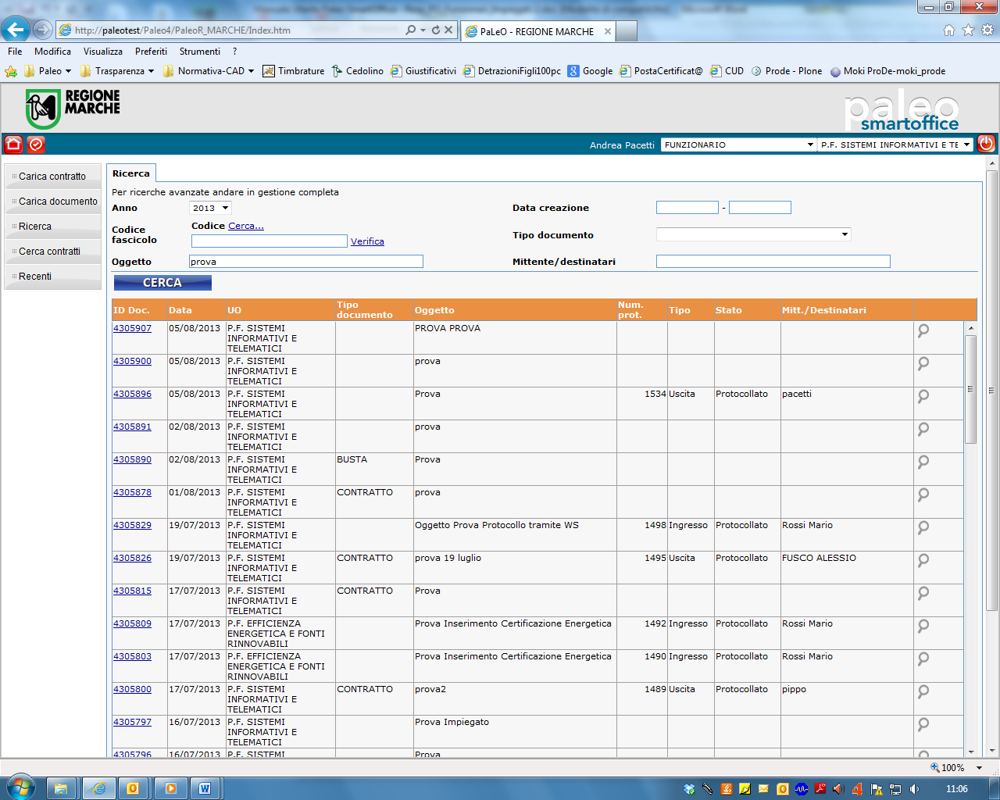 http://paleotest/Paleo4/PaleoR_MARCHE/Index.htm
PaLeO - REGIONE MARCHE
File Modifica Visualizza Preferiti Strumenti ?
Paleo Trasparenza Normativa-CAD Timbrature Cedolino Giustificativi DetrazioniFigli100pc Google PostaCertificat@ CUD Prode - Plone Moki ProDe-moki_prode
REGIONE
MARCHE
paleo
smartoffice
Andrea Pacetti FUNZIONARIO P.F. SISTEMI INFORMATIVI E TE
Carica contratto
Carica documento
Ricerca
Cerca contratti
Recenti
Ricerca
Per ricerche avanzate andare in gestione completa
Anno 2013 Data creazione -
Codice fascicolo Codice Cerca... Verifica Tipo documento
Oggetto prova Mittente/destinatari
CERCA
ID Doc. Data UO Tipo documento Oggetto Num. prot. Tipo Stato Mitt./Destinatari
4305907 05/08/2013 P.F. SISTEMI INFORMATIVI E TELEMATICI PROVA PROVA
4305900 05/08/2013 P.F. SISTEMI INFORMATIVI E TELEMATICI prova
4305896 05/08/2013 P.F. SISTEMI INFORMATIVI E TELEMATICI Prova 1534 Uscita Protocollato pacetti
4305891 02/08/2013 P.F. SISTEMI INFORMATIVI E TELEMATICI prova
4305890 02/08/2013 P.F. SISTEMI INFORMATIVI E TELEMATICI BUSTA Prova
4305878 01/08/2013 P.F. SISTEMI INFORMATIVI E TELEMATICI CONTRATTO prova
4305829 19/07/2013 P.F. SISTEMI INFORMATIVI E TELEMATICI Oggetto Prova Protocollo tramite WS 1498 Ingresso Protocollato Rossi Mario
4305826 19/07/2013 P.F. SISTEMI INFORMATIVI E TELEMATICI CONTRATTO prova 19 luglio 1495 Uscita Protocollato FUSCO ALESSIO
4305815 17/07/2013 P.F. SISTEMI INFORMATIVI E TELEMATICI CONTRATTO Prova
4305809 17/07/2013 P.F. EFFICIENZA ENERGETICA E FONTI RINNOVABILI Prova Inserimento Certificazione Energetica 1492 Ingresso Protocollato Rossi Mario
4305803 17/07/2013 P.F. EFFICIENZA ENERGETICA E FONTI RINNOVABILI Prova Inserimento Certificazione Energetica 1490 Ingresso Protocollato Rossi Mario
4305800 17/07/2013 P.F. SISTEMI INFORMATIVI E TELEMATICI CONTRATTO prova2 1489 Uscita Protocollato pippo
4305797 16/07/2013 P.F. SISTEMI INFORMATIVI E TELEMATICI Prova Impiegato
4305796 16/07/2013 P.F. SISTEMI Prova
100%
11:06